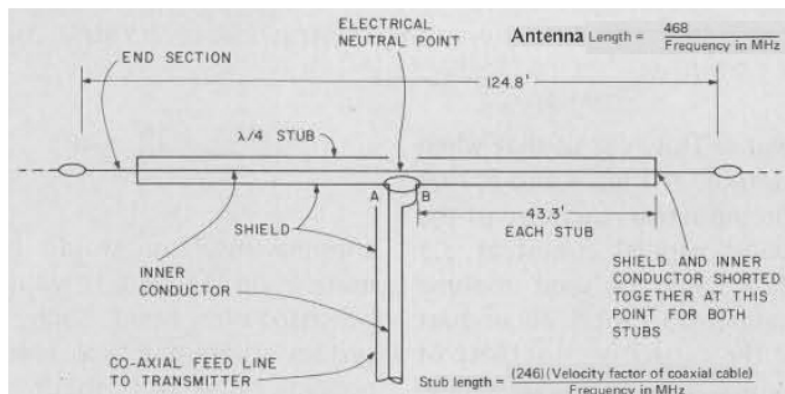 ELECTRICAL
NEUTRAL POINT
Antenna Length = 468
Frequency in MHz
END SECTION
124.8'
λ/4 STUB
A B
43.3'
EACH STUB
SHIELD
INNER
CONDUCTOR
SHIELD AND INNER
CONDUCTOR SHORTED
TOGETHER AT THIS
POINT FOR BOTH
STUBS
CO-AXIAL FEED LINE
TO TRANSMITTER
Stub length = (246) (Velocity factor of coaxial cable)
Frequency in MHz